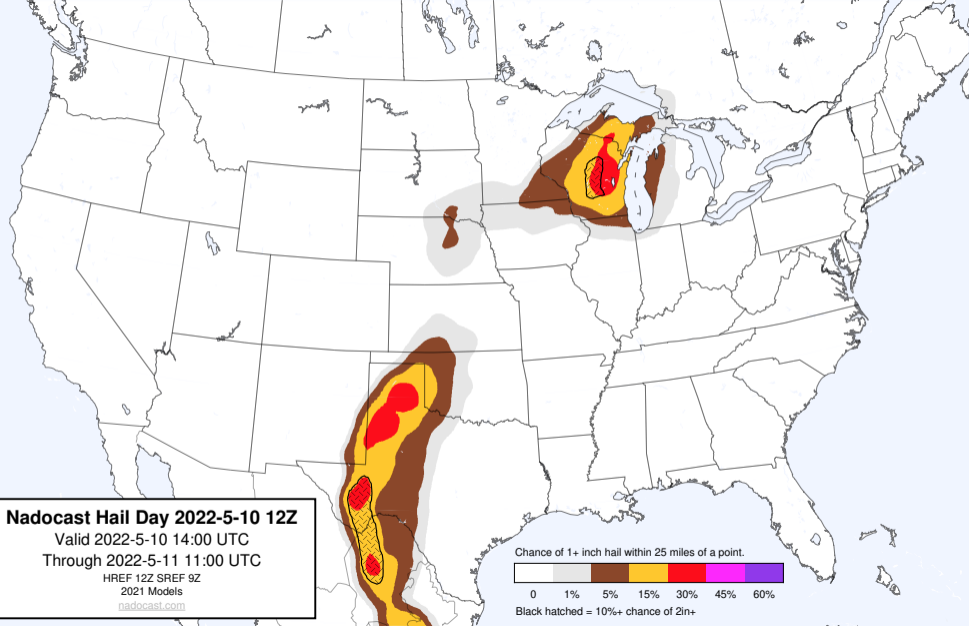 Nadocast Hail Day 2022-5-10 12Z
Valid 2022-5-10 14:00 UTC
Through 2022-5-11 11:00 UTC
HREF 12Z SREF 9Z
2021 Models
nadocast.com
Chance of 1+ inch hail within 25 miles of a point.
0 1% 5% 15% 30% 45% 60%
Black hatched = 10%+ chance of 2in+